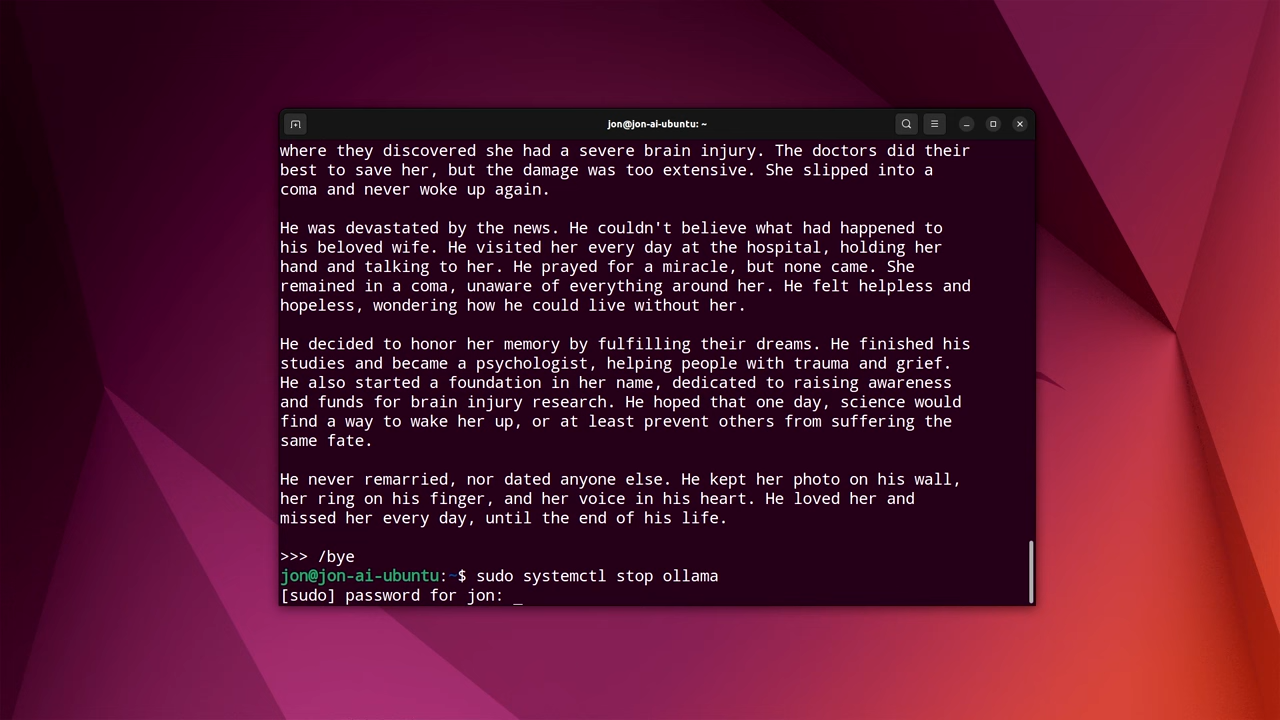 jon@jon-ai-ubuntu: ~
where they discovered she had a severe brain injury. The doctors did their
best to save her, but the damage was too extensive. She slipped into a
coma and never woke up again.
He was devastated by the news. He couldn't believe what had happened to
his beloved wife. He visited her every day at the hospital, holding her
hand and talking to her. He prayed for a miracle, but none came. She
remained in a coma, unaware of everything around her. He felt helpless and
hopeless, wondering how he could live without her.
He decided to honor her memory by fulfilling their dreams. He finished his
studies and became a psychologist, helping people with trauma and grief.
He also started a foundation in her name, dedicated to raising awareness
and funds for brain injury research. He hoped that one day, science would
find a way to wake her up, or at least prevent others from suffering the
same fate.
He never remarried, nor dated anyone else. He kept her photo on his wall,
her ring on his finger, and her voice in his heart. He loved her and
missed her every day, until the end of his life.
>>> /bye
jon@jon-ai-ubuntu:~$ sudo systemctl stop ollama
[sudo] password for jon: _